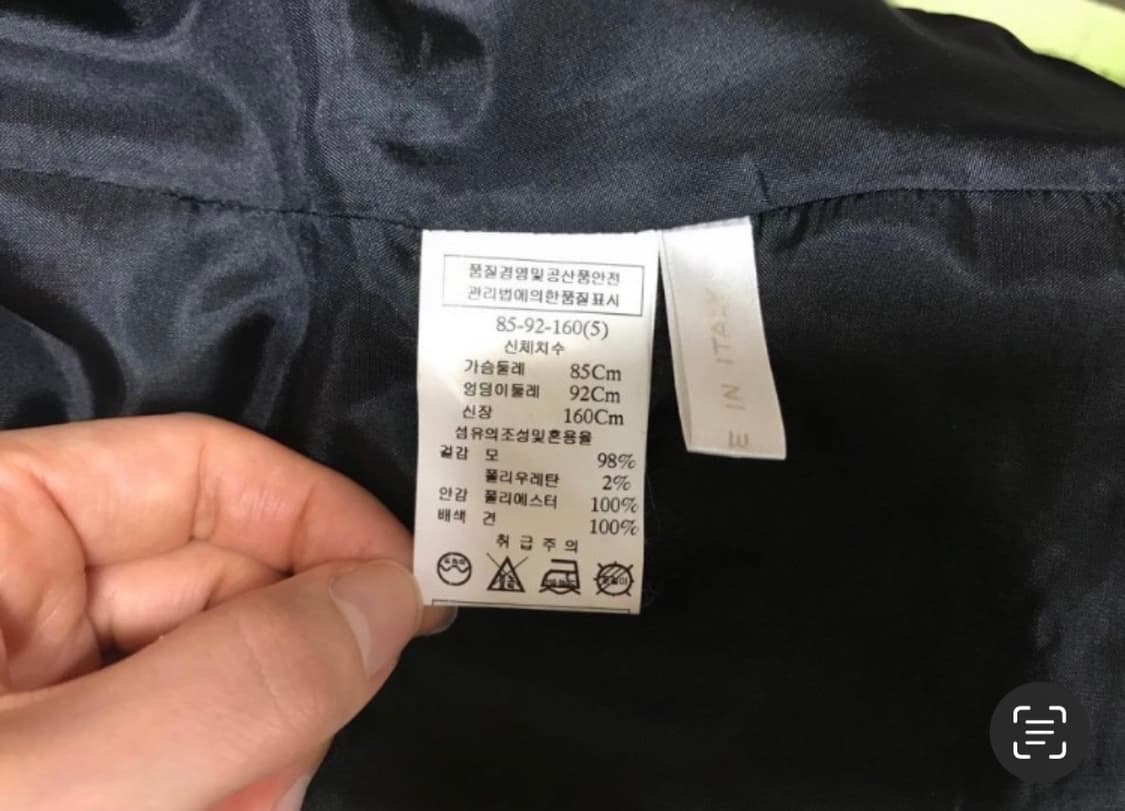 품질경영및공산품안전
관리법에의한품질표시
85-92-160(5)
신체치수
가슴둘레 85Cm
엉덩이둘레 92Cm
신장 160Cm
섬유의조성및혼용율
겉감 모 98%
폴리우레탄 2%
안감 폴리에스터 100%
배색 견 100%
취급주의
E IN ITALY